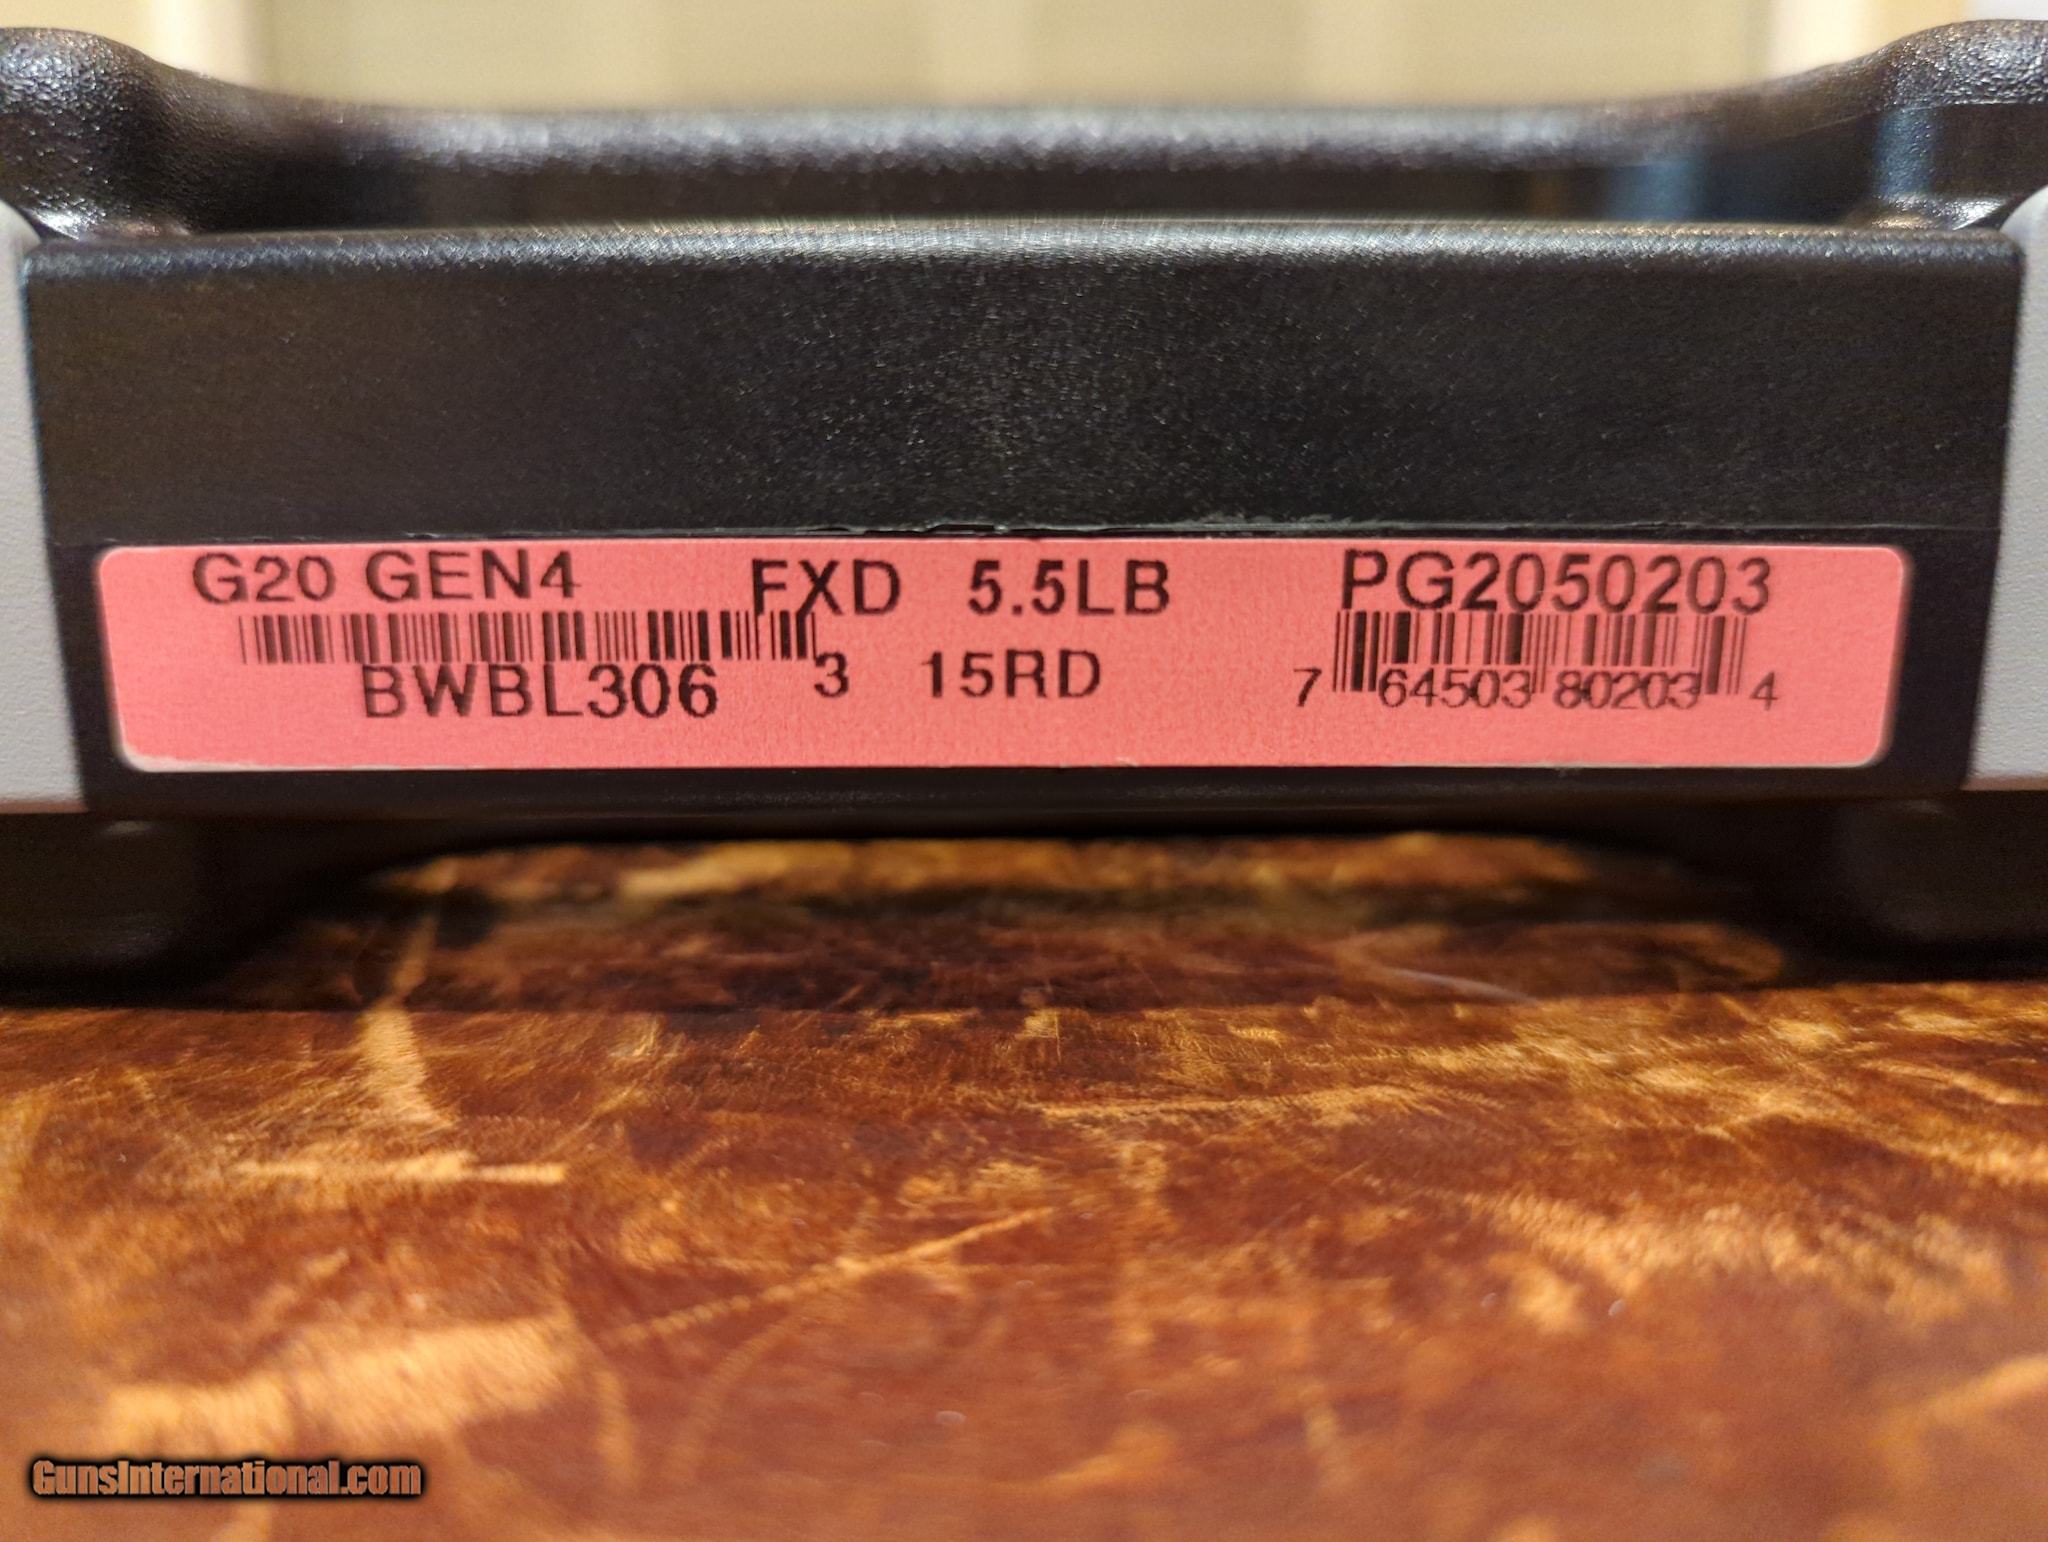 G20 GEN4 FXD 5.5LB PG2050203
BWBL306 3 15RD 7 64503 80203 4
GunsInternational.com